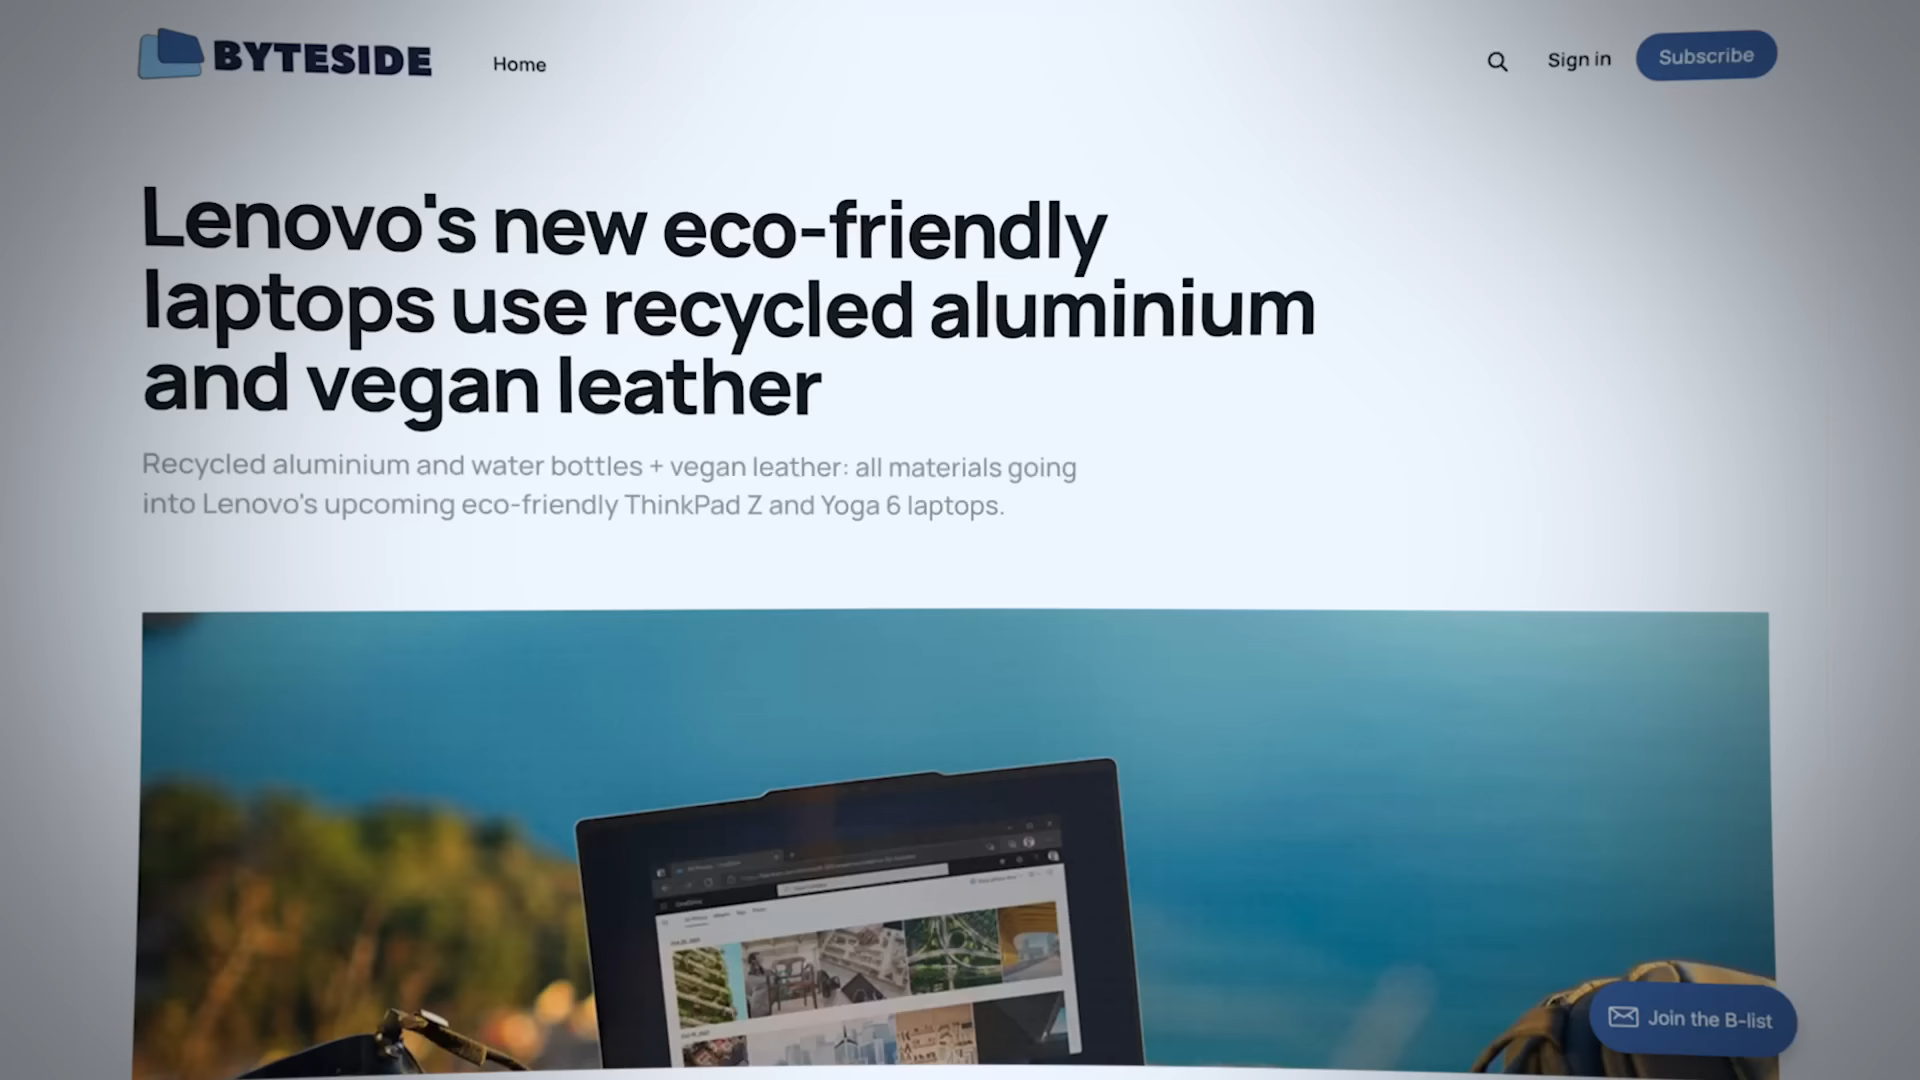 BYTESIDE
Home
Sign in
Subscribe
Lenovo's new eco-friendly
laptops use recycled aluminium
and vegan leather
Recycled aluminium and water bottles + vegan leather: all materials going
into Lenovo's upcoming eco-friendly ThinkPad Z and Yoga 6 laptops.
Join the B-list